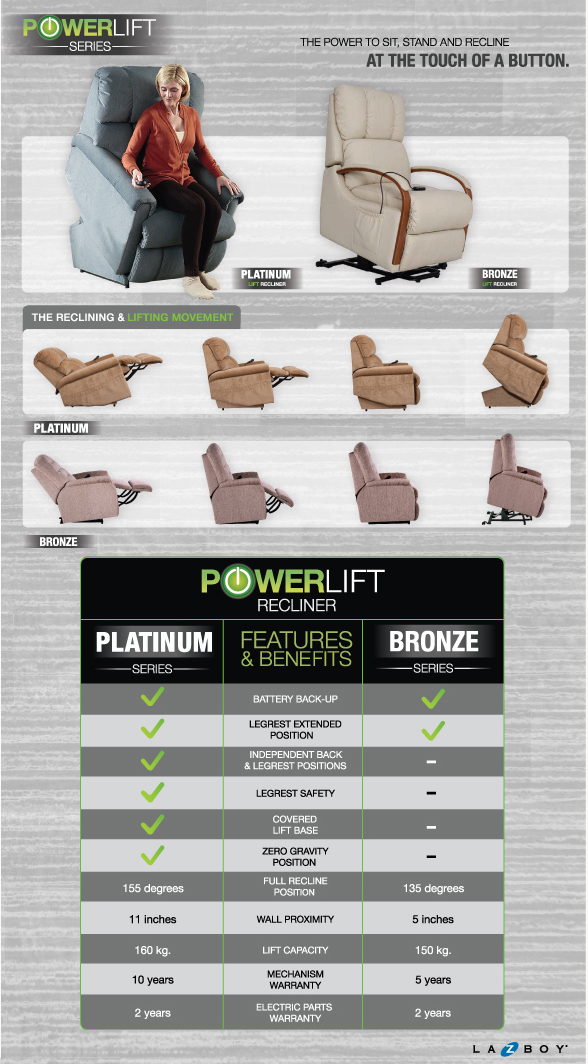 POWERLIFT
SERIES
THE POWER TO SIT, STAND AND RECLINE
AT THE TOUCH OF A BUTTON.
PLATINUM
LIFT RECLINER
BRONZE
LIFT RECLINER
THE RECLINING & LIFTING MOVEMENT
PLATINUM
BRONZE
POWERLIFT
RECLINER
PLATINUM
SERIES
FEATURES
& BENEFITS
BRONZE
SERIES
BATTERY BACK-UP
LEGREST EXTENDED
POSITION
INDEPENDENT BACK
& LEGREST POSITIONS
–
LEGREST SAFETY
–
COVERED
LIFT BASE
–
ZERO GRAVITY
POSITION
–
155 degrees
FULL RECLINE
POSITION
135 degrees
11 inches
WALL PROXIMITY
5 inches
160 kg.
LIFT CAPACITY
150 kg.
10 years
MECHANISM
WARRANTY
5 years
2 years
ELECTRIC PARTS
WARRANTY
2 years
LAZBOY